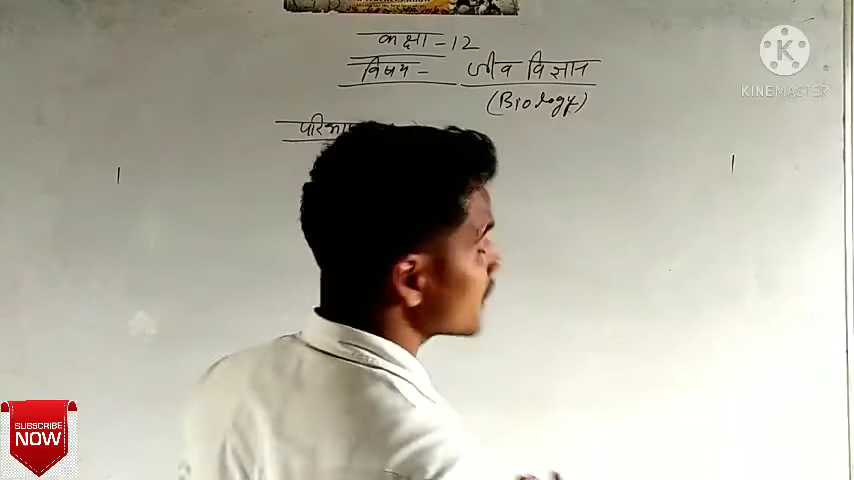 कक्षा - 12
विषय - जीव विज्ञान
(Biology)
KINEMASTER
SUBSCRIBE
NOW